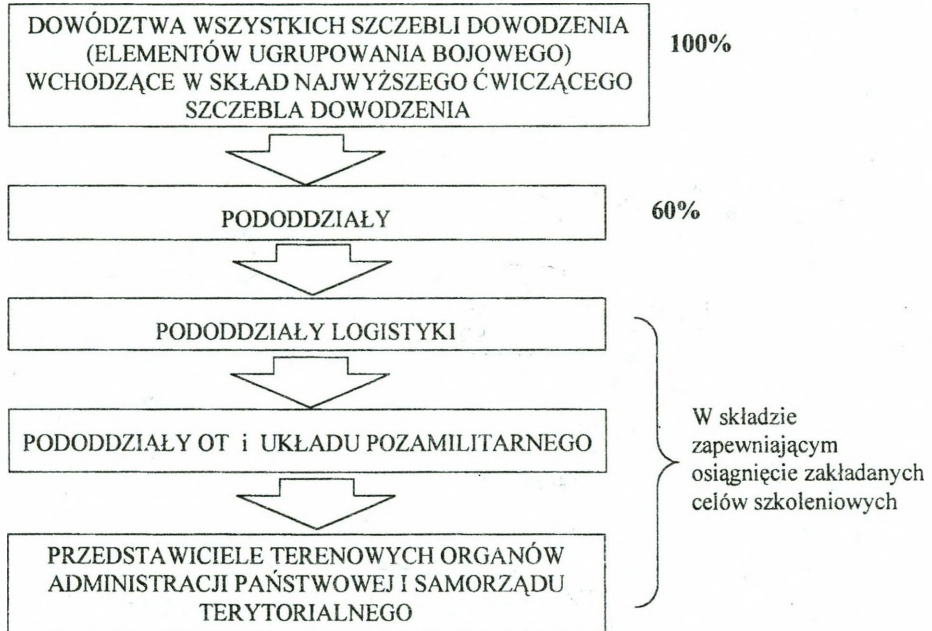 DOWÓDZTWA WSZYSTKICH SZCZEBLI DOWODZENIA
(ELEMENTÓW UGRUPOWANIA BOJOWEGO)
WCHODZĄCE W SKŁAD NAJWYŻSZEGO ĆWICZĄCEGO
SZCZEBLA DOWODZENIA
100%
PODODDZIAŁY
60%
PODODDZIAŁY LOGISTYKI
PODODDZIAŁY OT i UKŁADU POZAMILITARNEGO
PRZEDSTAWICIELE TERENOWYCH ORGANÓW
ADMINISTRACJI PAŃSTWOWEJ I SAMORZĄDU
TERYTORIALNEGO
W składzie
zapewniającym
osiągnięcie zakładanych
celów szkoleniowych